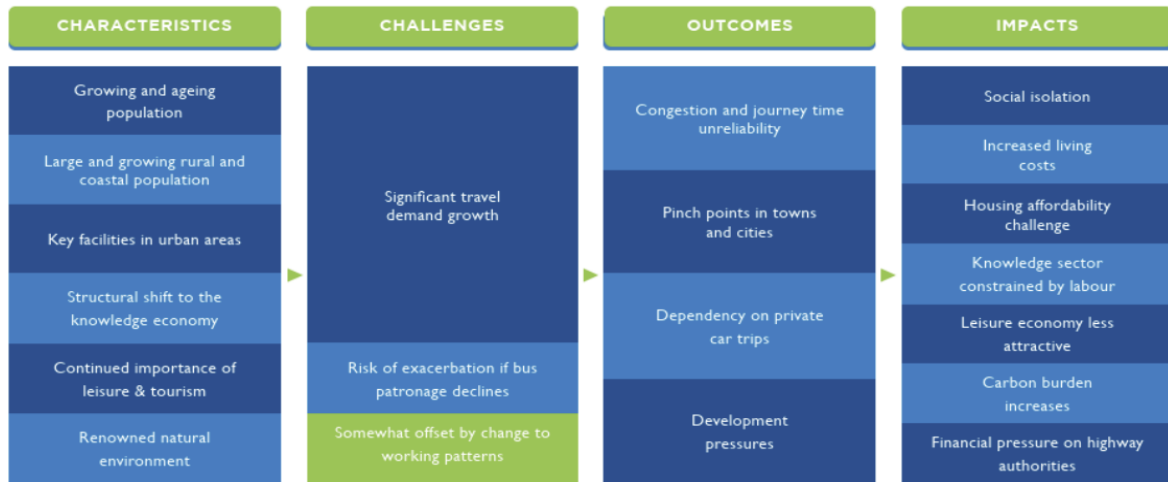 CHARACTERISTICS
Growing and ageing
population
Large and growing rural and
coastal population
Key facilities in urban areas
Structural shift to the
knowledge economy
Continued importance of
leisure & tourism
Renowned natural
environment
CHALLENGES
Significant travel
demand growth
Risk of exacerbation if bus
patronage declines
Somewhat offset by change to
working patterns
OUTCOMES
Congestion and journey time
unreliability
Pinch points in towns
and cities
Dependency on private
car trips
Development
pressures
IMPACTS
Social isolation
Increased living
costs
Housing affordability
challenge
Knowledge sector
constrained by labour
Leisure economy less
attractive
Carbon burden
increases
Financial pressure on highway
authorities